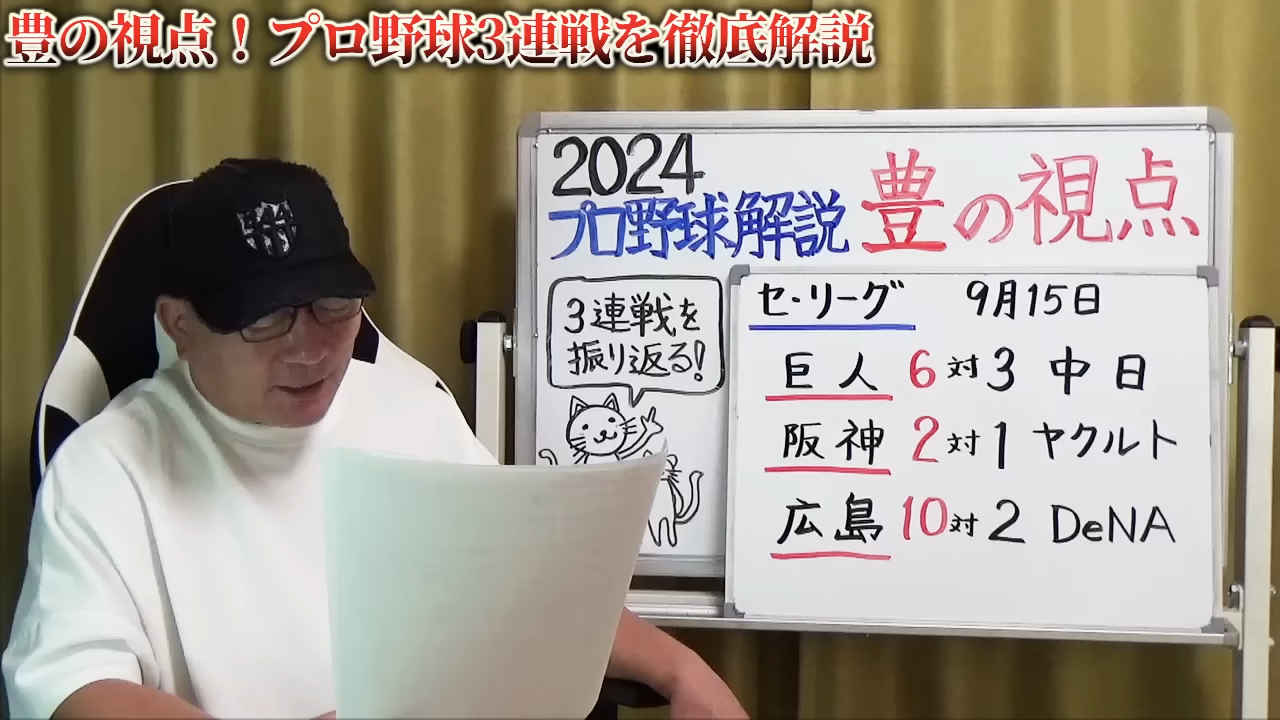 豊の視点！プロ野球3連戦を徹底解説
2024
プロ野球解説 豊の視点
3連戦を
振り返る!
セ・リーグ 9月15日
巨人 6対3 中日
阪神 2対1 ヤクルト
広島 10対2 DeNA